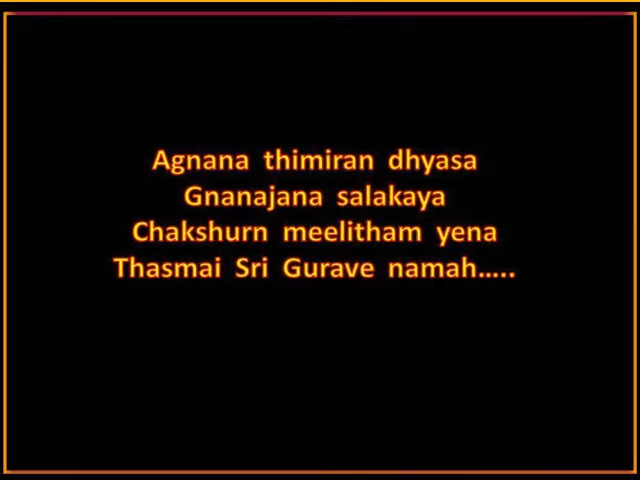 Agnana thimiran dhyasa
Gnanajana salakaya
Chakshurn meelitham yena
Thasmai Sri Gurave namah.....